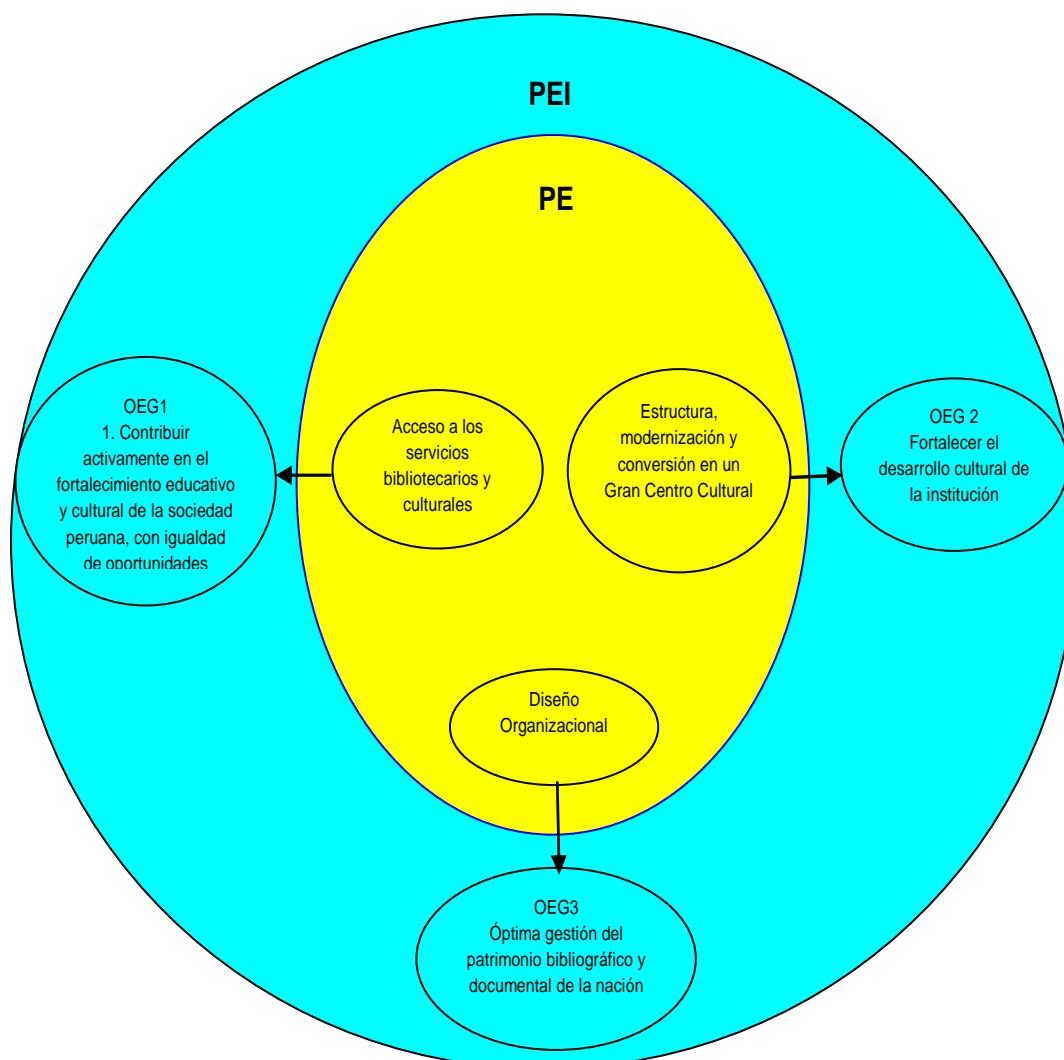 PEI
PE
OEG1
1. Contribuir
activamente en el
fortalecimiento educativo
y cultural de la sociedad
peruana, con igualdad
de oportunidades
Acceso a los
servicios
bibliotecarios y
culturales
Estructura,
modernización y
conversión en un
Gran Centro Cultural
OEG 2
Fortalecer el
desarrollo cultural de
la institución
Diseño
Organizacional
OEG3
Óptima gestión del
patrimonio bibliográfico y
documental de la nación